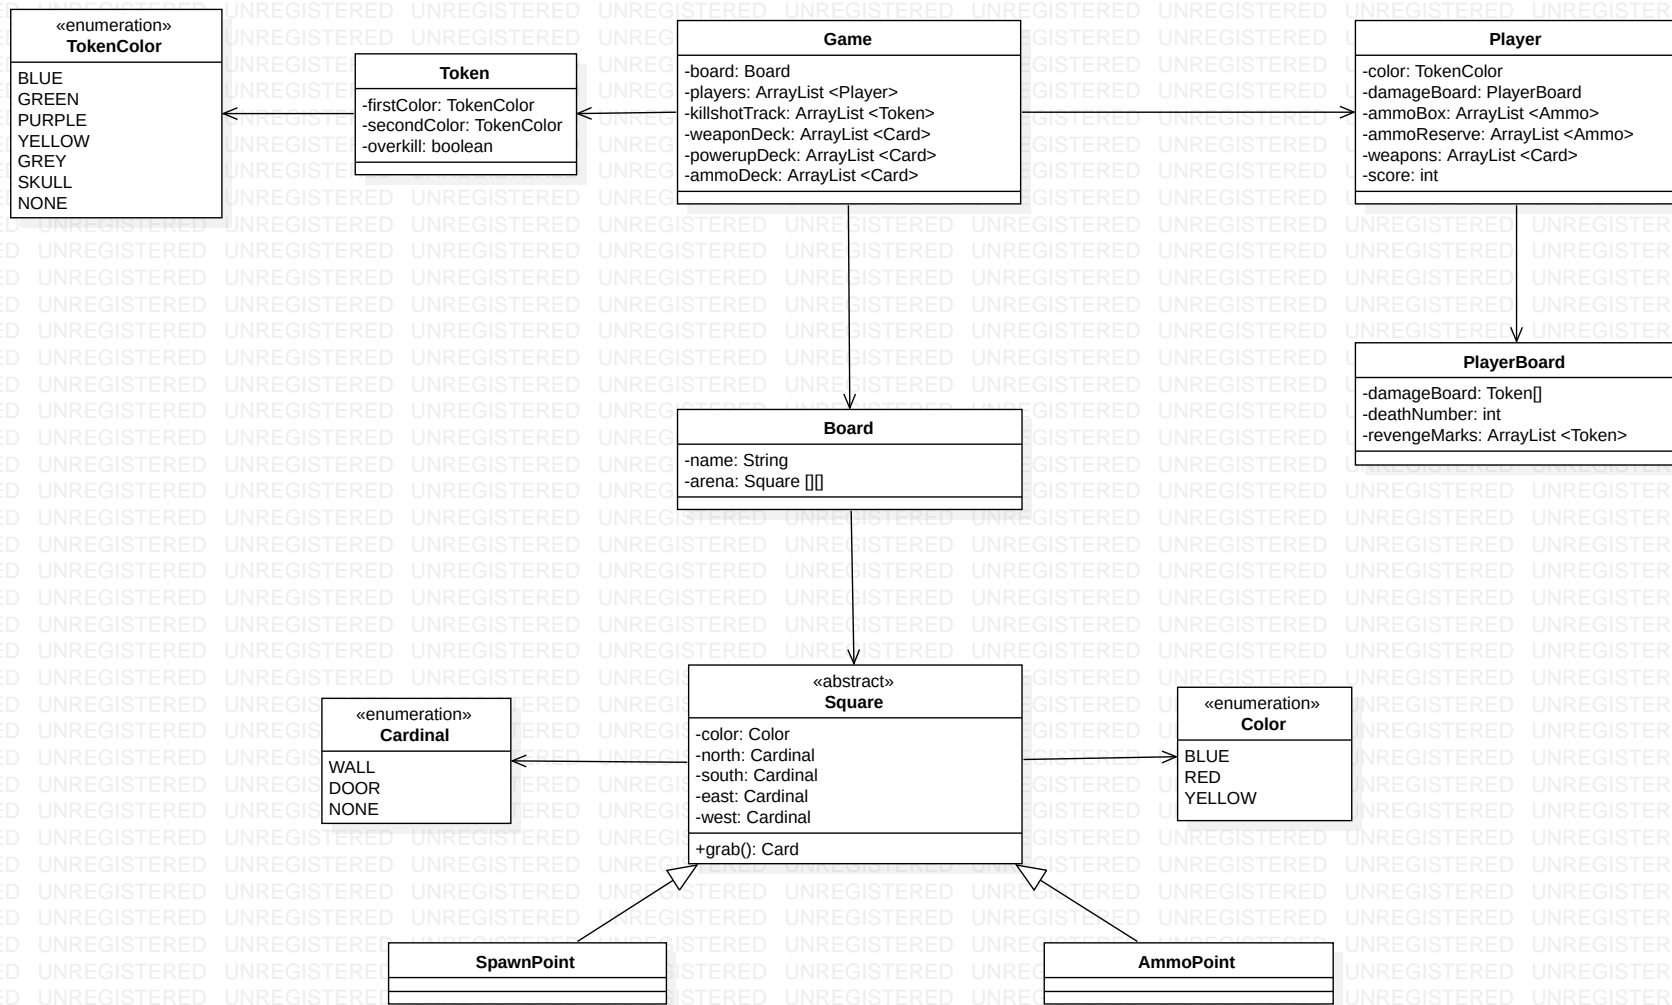 «enumeration»
TokenColor
BLUE
GREEN
PURPLE
YELLOW
GREY
SKULL
NONE
Token
-firstColor: TokenColor
-secondColor: TokenColor
-overkill: boolean
Game
-board: Board
-players: ArrayList <Player>
-killshotTrack: ArrayList <Token>
-weaponDeck: ArrayList <Card>
-powerupDeck: ArrayList <Card>
-ammoDeck: ArrayList <Card>
Player
-color: TokenColor
-damageBoard: PlayerBoard
-ammoBox: ArrayList <Ammo>
-ammoReserve: ArrayList <Ammo>
-weapons: ArrayList <Card>
-score: int
PlayerBoard
-damageBoard: Token[]
-deathNumber: int
-revengeMarks: ArrayList <Token>
Board
-name: String
-arena: Square [][]
«enumeration»
Cardinal
WALL
DOOR
NONE
«abstract»
Square
-color: Color
-north: Cardinal
-south: Cardinal
-east: Cardinal
-west: Cardinal
+grab(): Card
«enumeration»
Color
BLUE
RED
YELLOW
SpawnPoint
AmmoPoint
UNREGISTERED